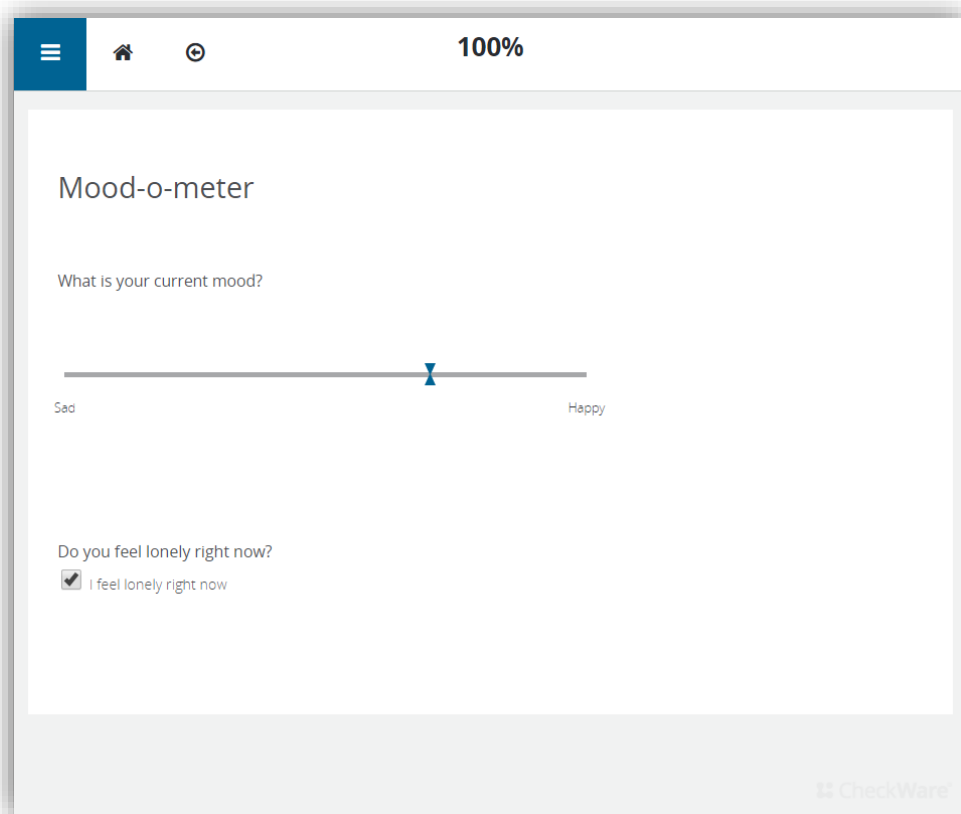 100%
Mood-o-meter
What is your current mood?
Sad Happy
Do you feel lonely right now?
I feel lonely right now
CheckWare